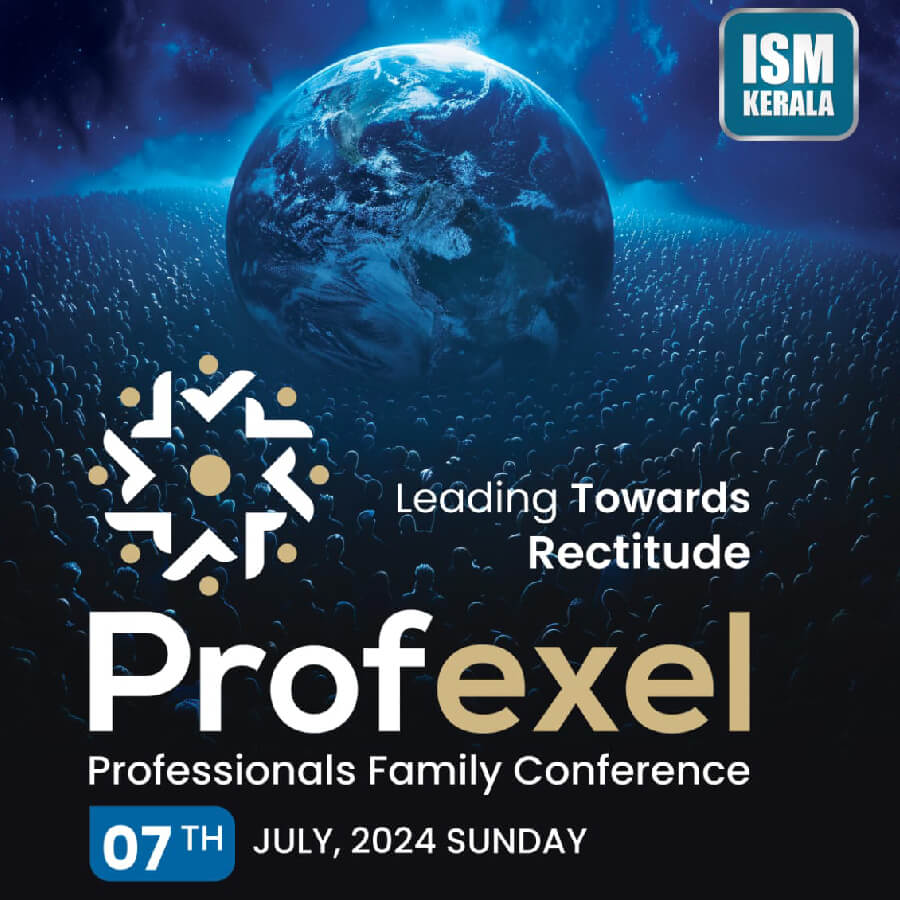 ISM
KERALA
Leading Towards
Rectitude
Profexel
Professionals Family Conference
07TH JULY, 2024 SUNDAY